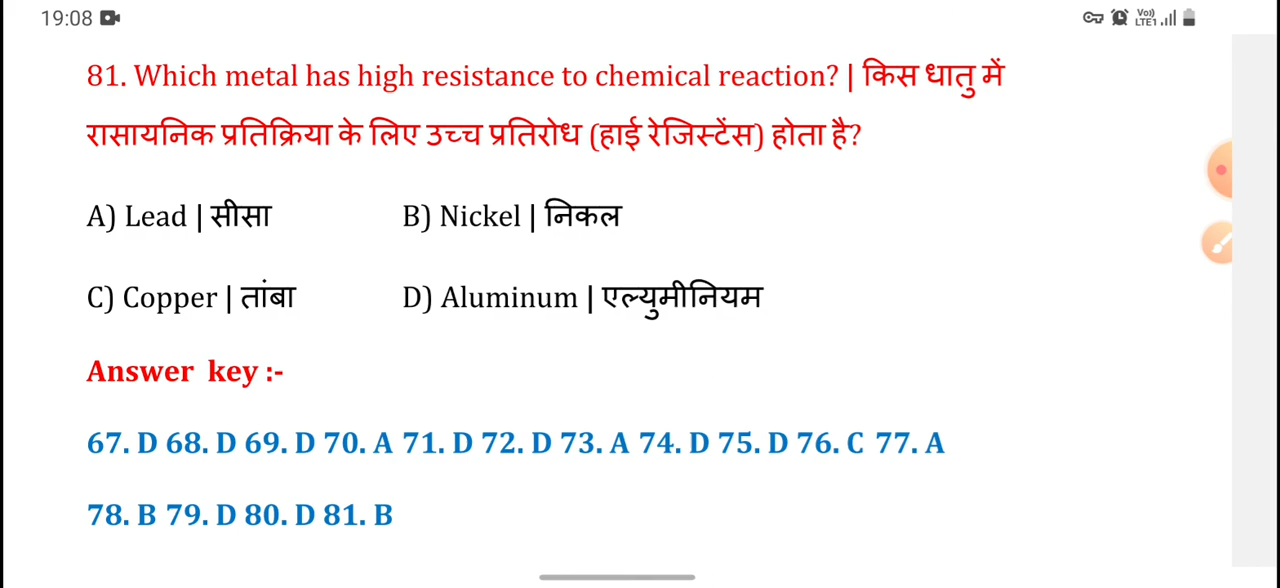 19:08
Vo)) LTE1
81. Which metal has high resistance to chemical reaction? | किस धातु में
रासायनिक प्रतिक्रिया के लिए उच्च प्रतिरोध (हाई रेजिस्टेंस) होता है?
A) Lead | सीसा B) Nickel | निकल
C) Copper | तांबा D) Aluminum | एल्युमीनियम
Answer key :-
67. D 68. D 69. D 70. A 71. D 72. D 73. A 74. D 75. D 76. C 77. A
78. B 79. D 80. D 81. B